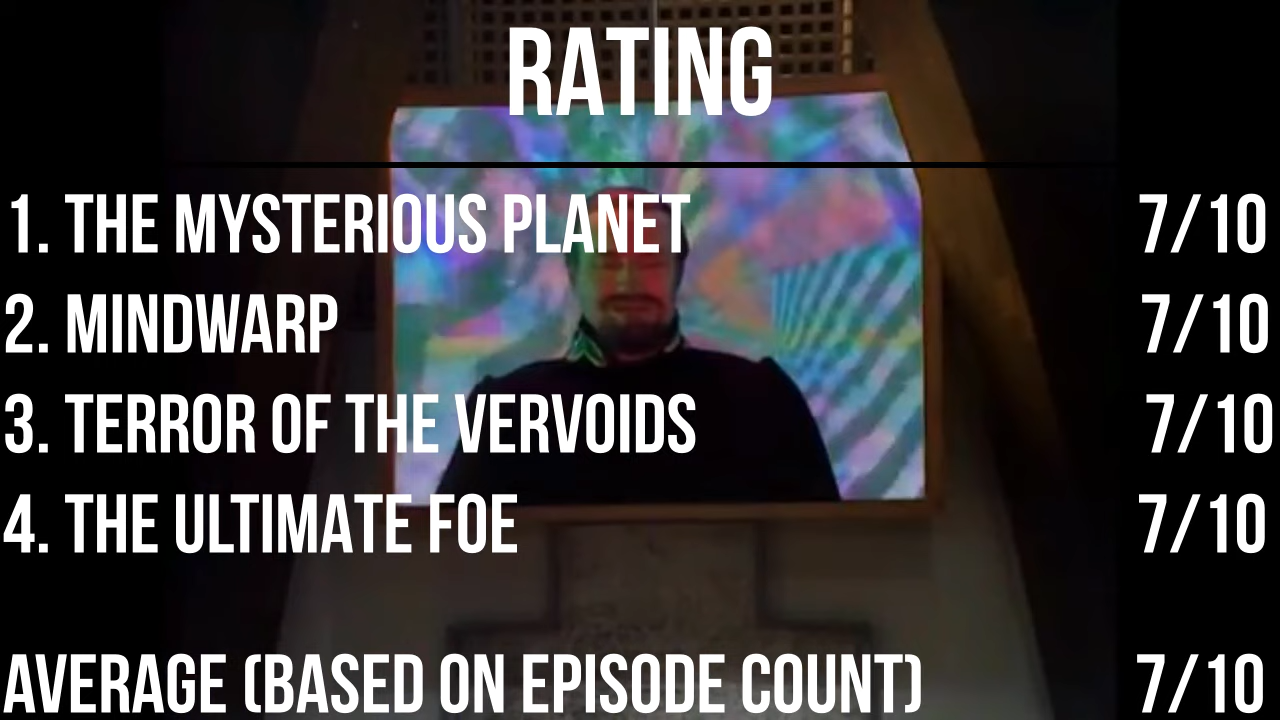 RATING
1. THE MYSTERIOUS PLANET 7/10
2. MINDWARP 7/10
3. TERROR OF THE VERVOIDS 7/10
4. THE ULTIMATE FOE 7/10
AVERAGE (BASED ON EPISODE COUNT) 7/10